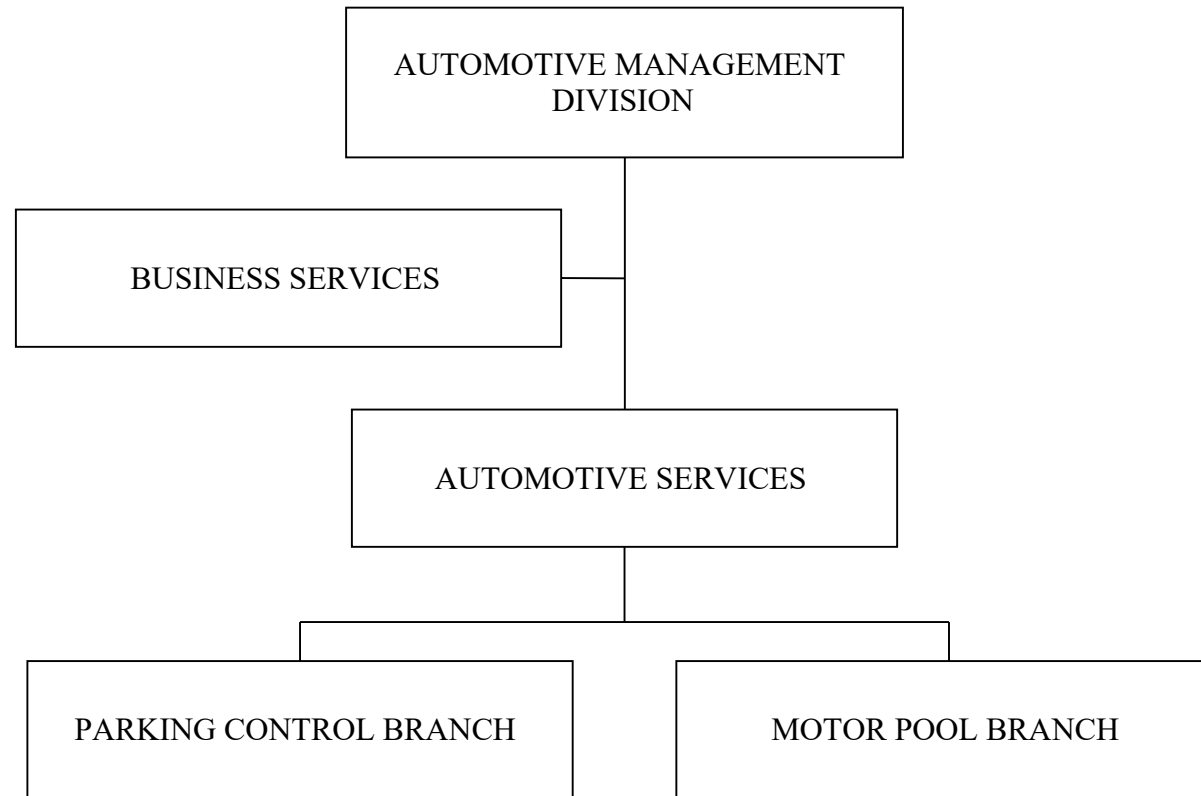 AUTOMOTIVE MANAGEMENT
DIVISION
BUSINESS SERVICES
AUTOMOTIVE SERVICES
PARKING CONTROL BRANCH
MOTOR POOL BRANCH